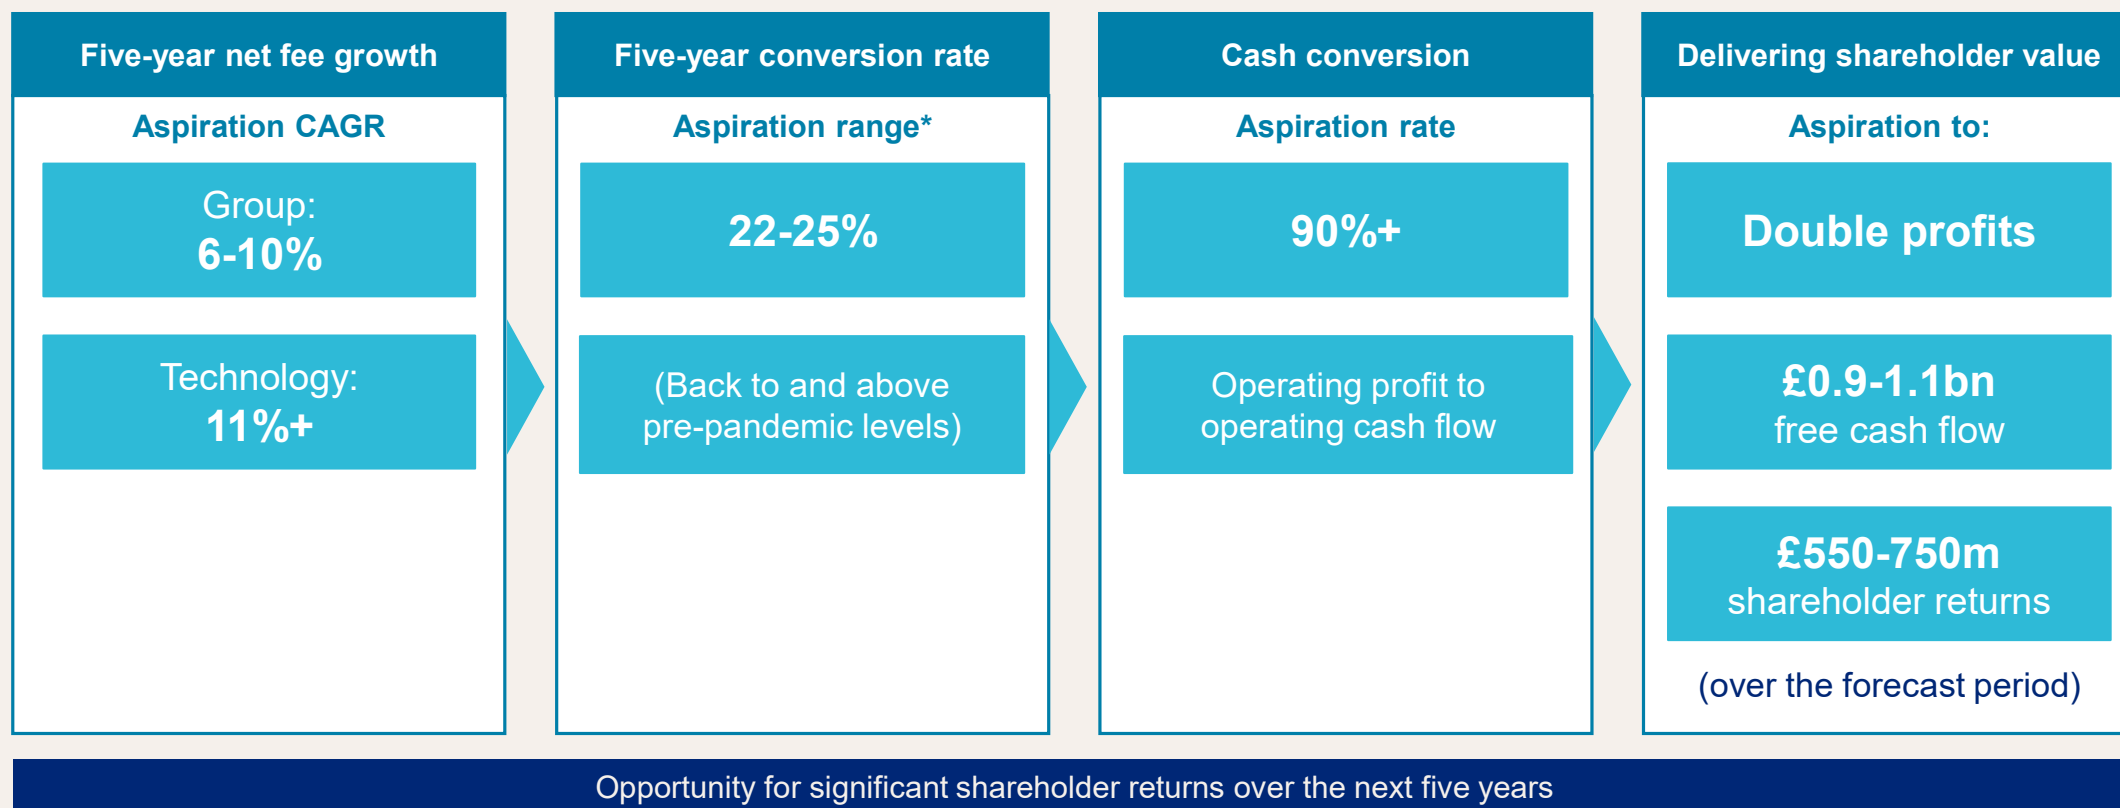 Five-year net fee growth
Aspiration CAGR
Group:
6-10%
Technology:
11%+
Five-year conversion rate
Aspiration range*
22-25%
(Back to and above
pre-pandemic levels)
Cash conversion
Aspiration rate
90%+
Operating profit to
operating cash flow
Delivering shareholder value
Aspiration to:
Double profits
£0.9-1.1bn
free cash flow
£550-750m
shareholder returns
(over the forecast period)
Opportunity for significant shareholder returns over the next five years